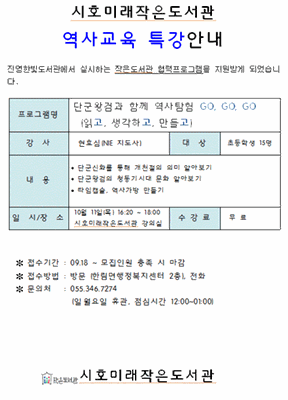 시호미래작은도서관
역사교육 특강안내
진영한빛도서관에서 실시하는 작은도서관 협력프로그램을 지원받게 되었습니
다.
프로그램명 단군왕검과 함께 역사탐험 GO, GO, GO
(읽고, 생각하고, 만들고)
강 사 현호심(NIE 지도사) 대 상 초등학생 15명
내 용 • 단군신화를 통해 개천절의 의미 알아보기
• 단군왕검의 청동기시대 문화 알아보기
• 타임캡슐, 역사가방 만들기
일 시/장 소 10월 11일(목) 16:20 ~ 18:00
시호미래작은도서관 강의실 수 강 료 무 료
※ 접수기간 : 09.18 ~ 모집인원 충족 시 마감
※ 접수방법 : 방문 (한림면행정복지센터 2층), 전화
※ 문의처 : 055.346.7274
(일월요일 휴관, 점심시간 12:00~01:00)
작은도서관 시호미래작은도서관